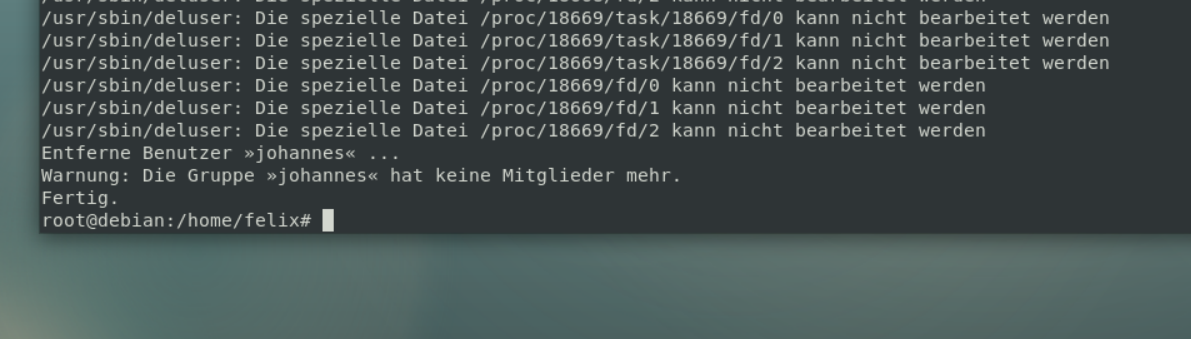 /usr/sbin/deluser: Die spezielle Datei /proc/18669/task/18669/fd/0 kann nicht bearbeitet werden
/usr/sbin/deluser: Die spezielle Datei /proc/18669/task/18669/fd/1 kann nicht bearbeitet werden
/usr/sbin/deluser: Die spezielle Datei /proc/18669/task/18669/fd/2 kann nicht bearbeitet werden
/usr/sbin/deluser: Die spezielle Datei /proc/18669/fd/0 kann nicht bearbeitet werden
/usr/sbin/deluser: Die spezielle Datei /proc/18669/fd/1 kann nicht bearbeitet werden
/usr/sbin/deluser: Die spezielle Datei /proc/18669/fd/2 kann nicht bearbeitet werden
Entferne Benutzer »johannes« ...
Warnung: Die Gruppe »johannes« hat keine Mitglieder mehr.
Fertig.
root@debian:/home/felix#